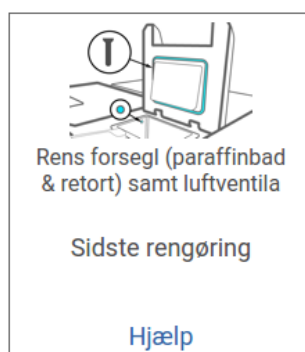 Rens forsegl (paraffinbad
& retort) samt luftventila
Sidste rengøring
Hjælp